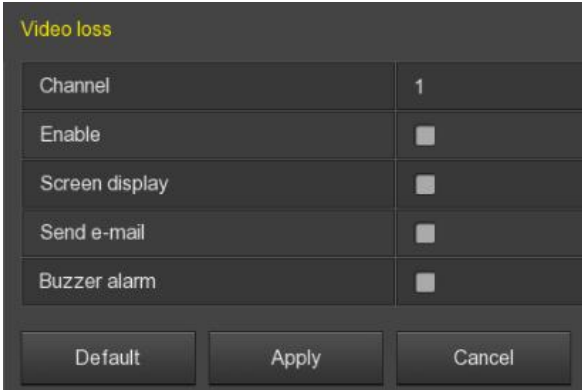 Video loss
Channel 1
Enable
Screen display
Send e-mail
Buzzer alarm
Default Apply Cancel